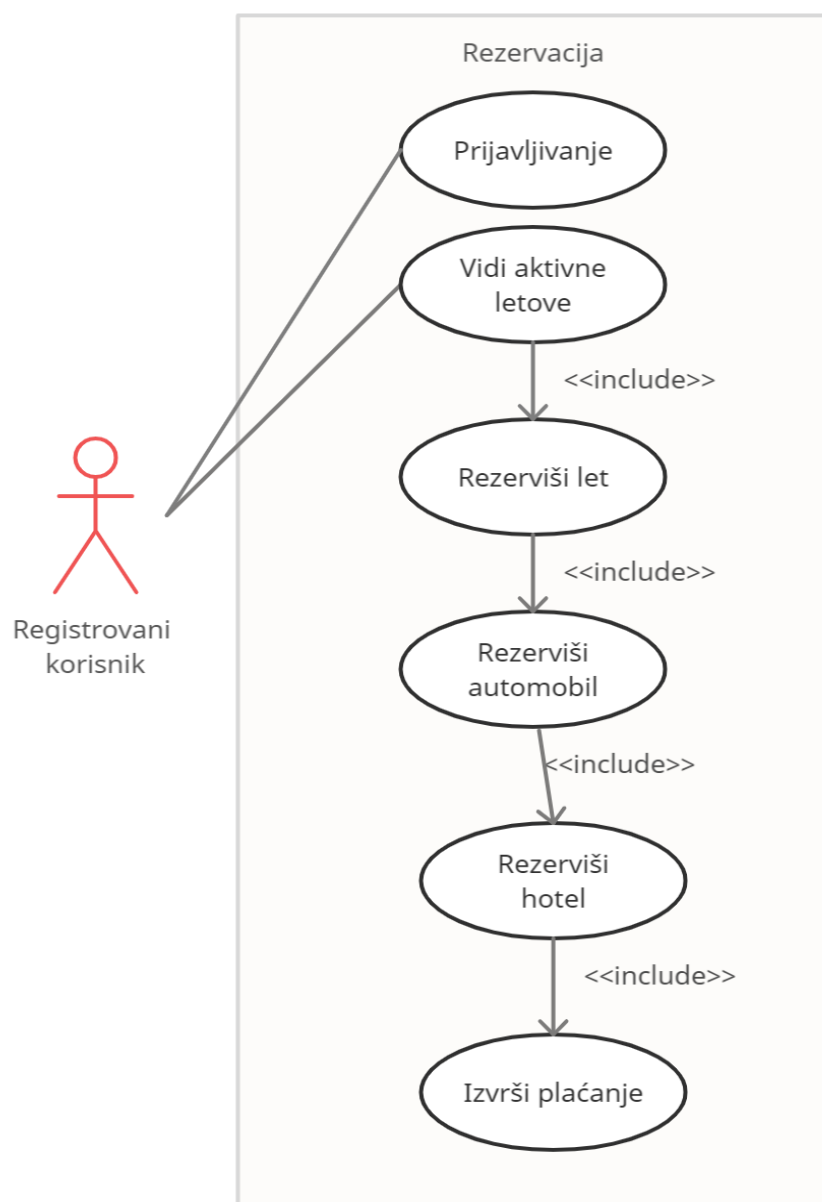 Rezervacija
Prijavljivanje
Vidi aktivne
letove
<<include>>
Rezerviši let
<<include>>
Registrovani
korisnik
Rezerviši
automobil
<<include>>
Rezerviši
hotel
<<include>>
Izvrši plaćanje